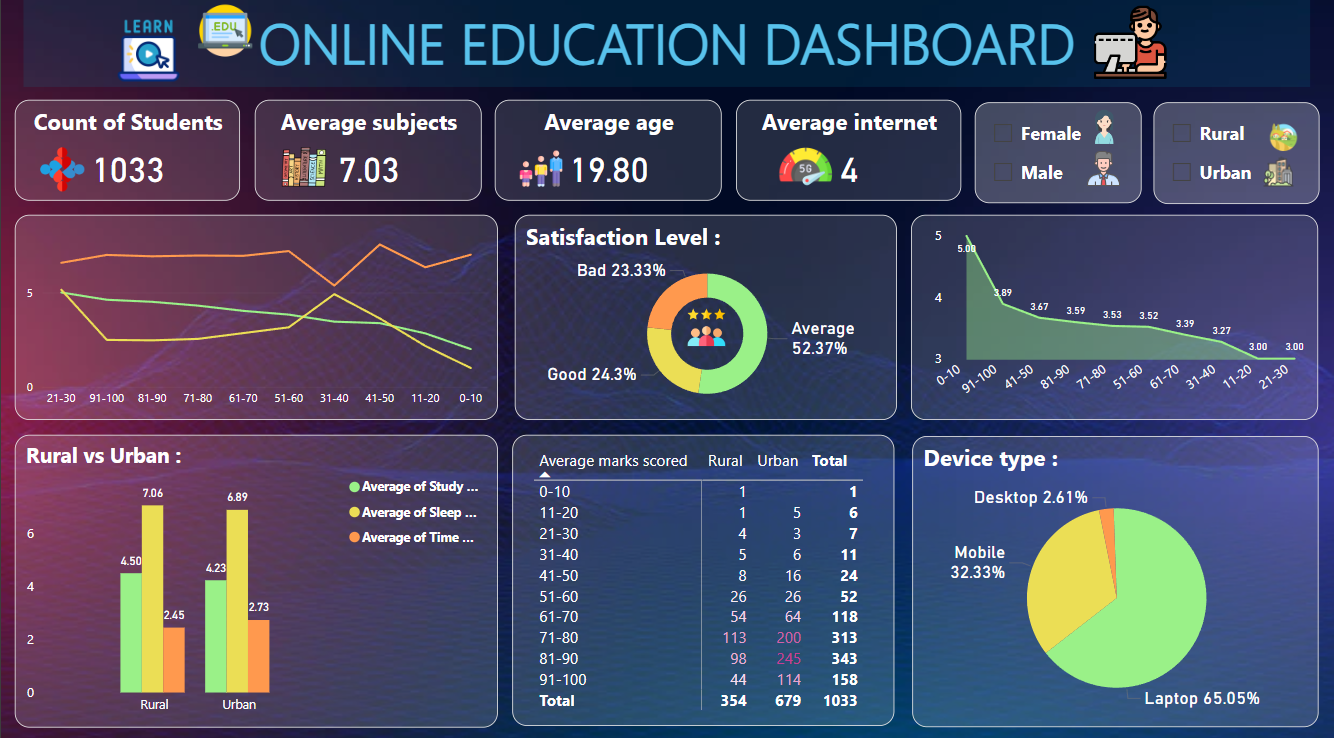 LEARN
.EDU
ONLINE EDUCATION DASHBOARD
Count of Students
1033
Average subjects
7.03
Average age
19.80
Average internet
5G
4
Female
Male
Rural
Urban
5
0
21-30 91-100 81-90 71-80 61-70 51-60 31-40 41-50 11-20 0-10
Satisfaction Level :
Bad 23.33%
Average
52.37%
Good 24.3%
5
4
3
5.00
3.89
3.67
3.59
3.53
3.52
3.39
3.27
3.00
3.00
0-10 91-100 41-50 81-90 71-80 51-60 61-70 31-40 11-20 21-30
Rural vs Urban :
Average of Study ...
Average of Sleep ...
Average of Time ...
6
4
2
0
4.50
7.06
2.45
4.23
6.89
2.73
Rural Urban
Average marks scored Rural Urban Total
0-10 1 1
11-20 1 5 6
21-30 4 3 7
31-40 5 6 11
41-50 8 16 24
51-60 26 26 52
61-70 54 64 118
71-80 113 200 313
81-90 98 245 343
91-100 44 114 158
Total 354 679 1033
Device type :
Desktop 2.61%
Mobile
32.33%
Laptop 65.05%